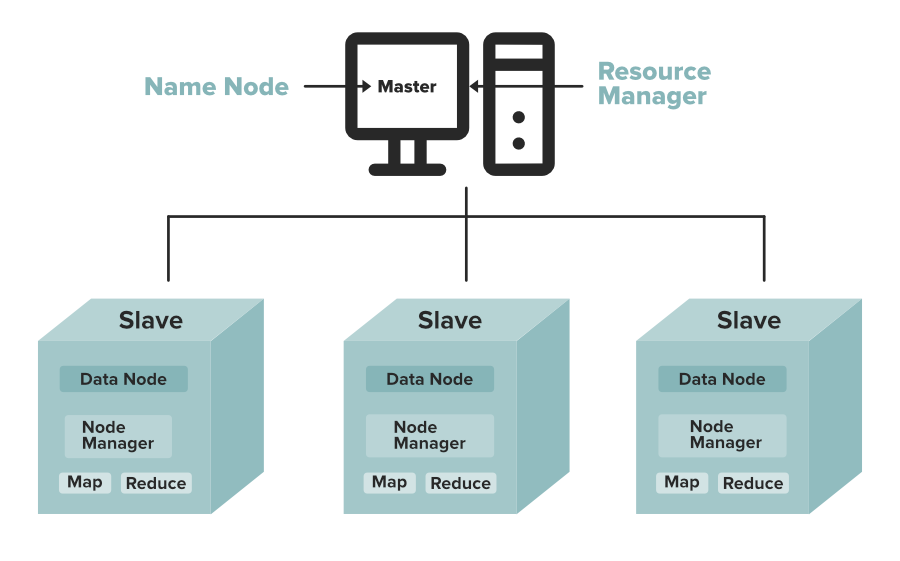 Name Node
Master
Resource
Manager
Slave
Slave
Slave
Data Node
Data Node
Data Node
Node
Manager
Node
Manager
Node
Manager
Map
Reduce
Map
Reduce
Map
Reduce